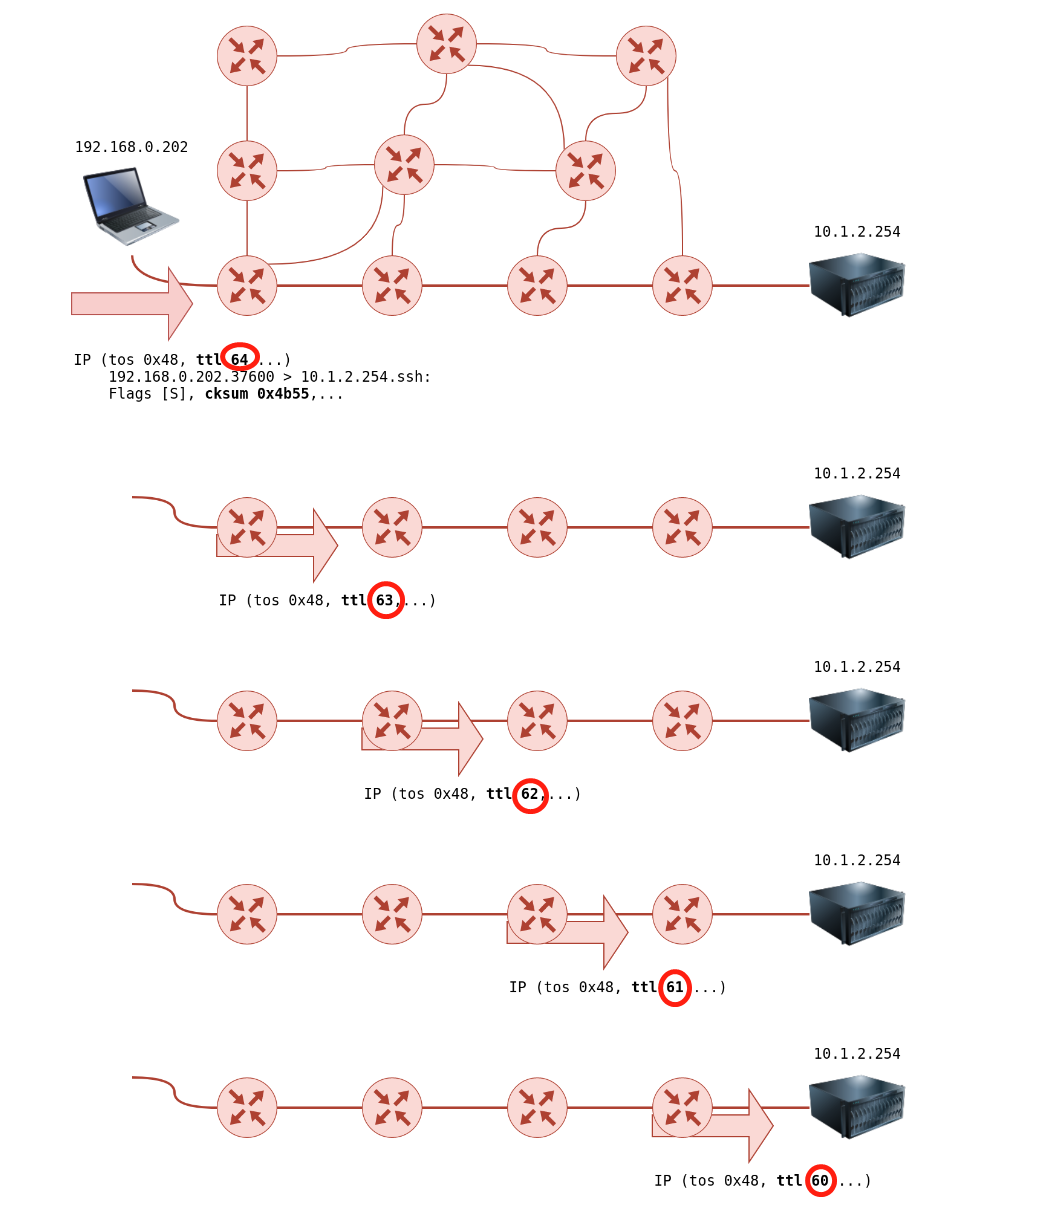 192.168.0.202
10.1.2.254
IP (tos 0x48, ttl 64,...)
192.168.0.202.37600 > 10.1.2.254.ssh:
Flags [S], cksum 0x4b55,...
10.1.2.254
IP (tos 0x48, ttl 63,...)
10.1.2.254
IP (tos 0x48, ttl 62,...)
10.1.2.254
IP (tos 0x48, ttl 61,...)
10.1.2.254
IP (tos 0x48, ttl 60,...)